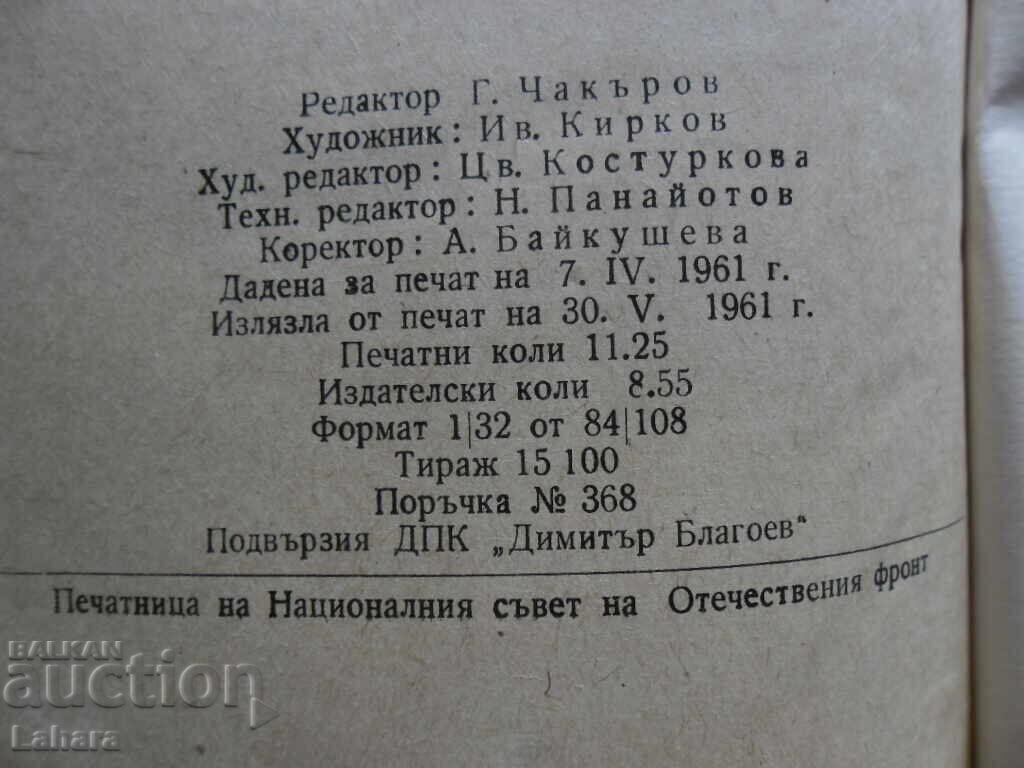 Редактор Г. Чакъров
Художник: Ив. Кирков
Худ. редактор: Цв. Костуркова
Техн. редактор: Н. Панайотов
Коректор: А. Байкушева
Дадена за печат на 7. IV. 1961 г.
Излязла от печат на 30. V. 1961 г.
Печатни коли 11.25
Издателски коли 8.55
Формат 1|32 от 84|108
Тираж 15 100
Поръчка № 368
Подвързия ДПК „Димитър Благоев“
Печатница на Националния съвет на Отечествения фронт
BALKAN
auction
Lahara